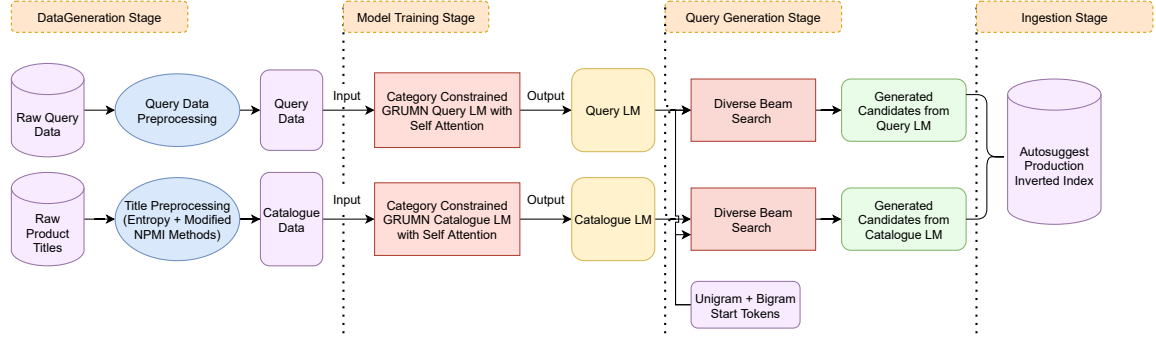 DataGeneration Stage
Model Training Stage
Query Generation Stage
Ingestion Stage
Raw Query
Data
Query Data
Preprocessing
Query
Data
Input
Category Constrained
GRUMN Query LM with
Self Attention
Output
Query LM
Diverse Beam
Search
Generated
Candidates from
Query LM
Autosuggest
Production
Inverted Index
Raw
Product
Titles
Title Preprocessing
(Entropy + Modified
NPMI Methods)
Catalogue
Data
Input
Category Constrained
GRUMN Catalogue LM
with Self Attention
Output
Catalogue LM
Diverse Beam
Search
Generated
Candidates from
Catalogue LM
Unigram + Bigram
Start Tokens